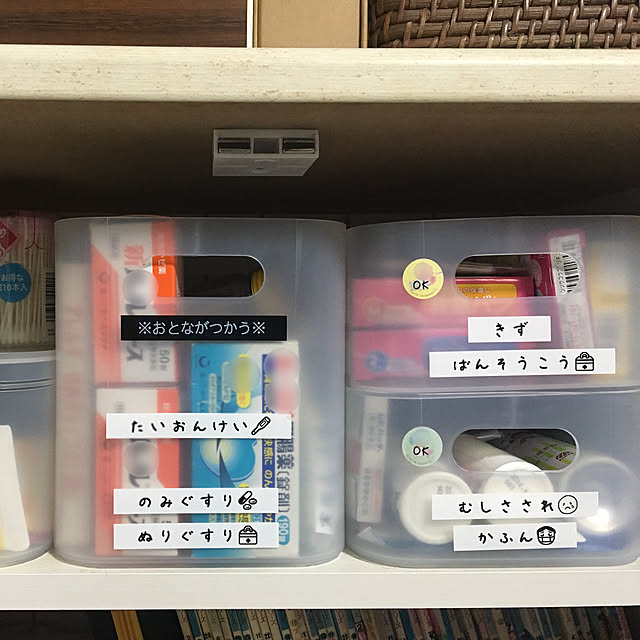 ※おとながつかう※
たいおんけい
のみぐすり
ぬりぐすり
OK
きず
ばんそうこう
OK
むしさされ
かふん